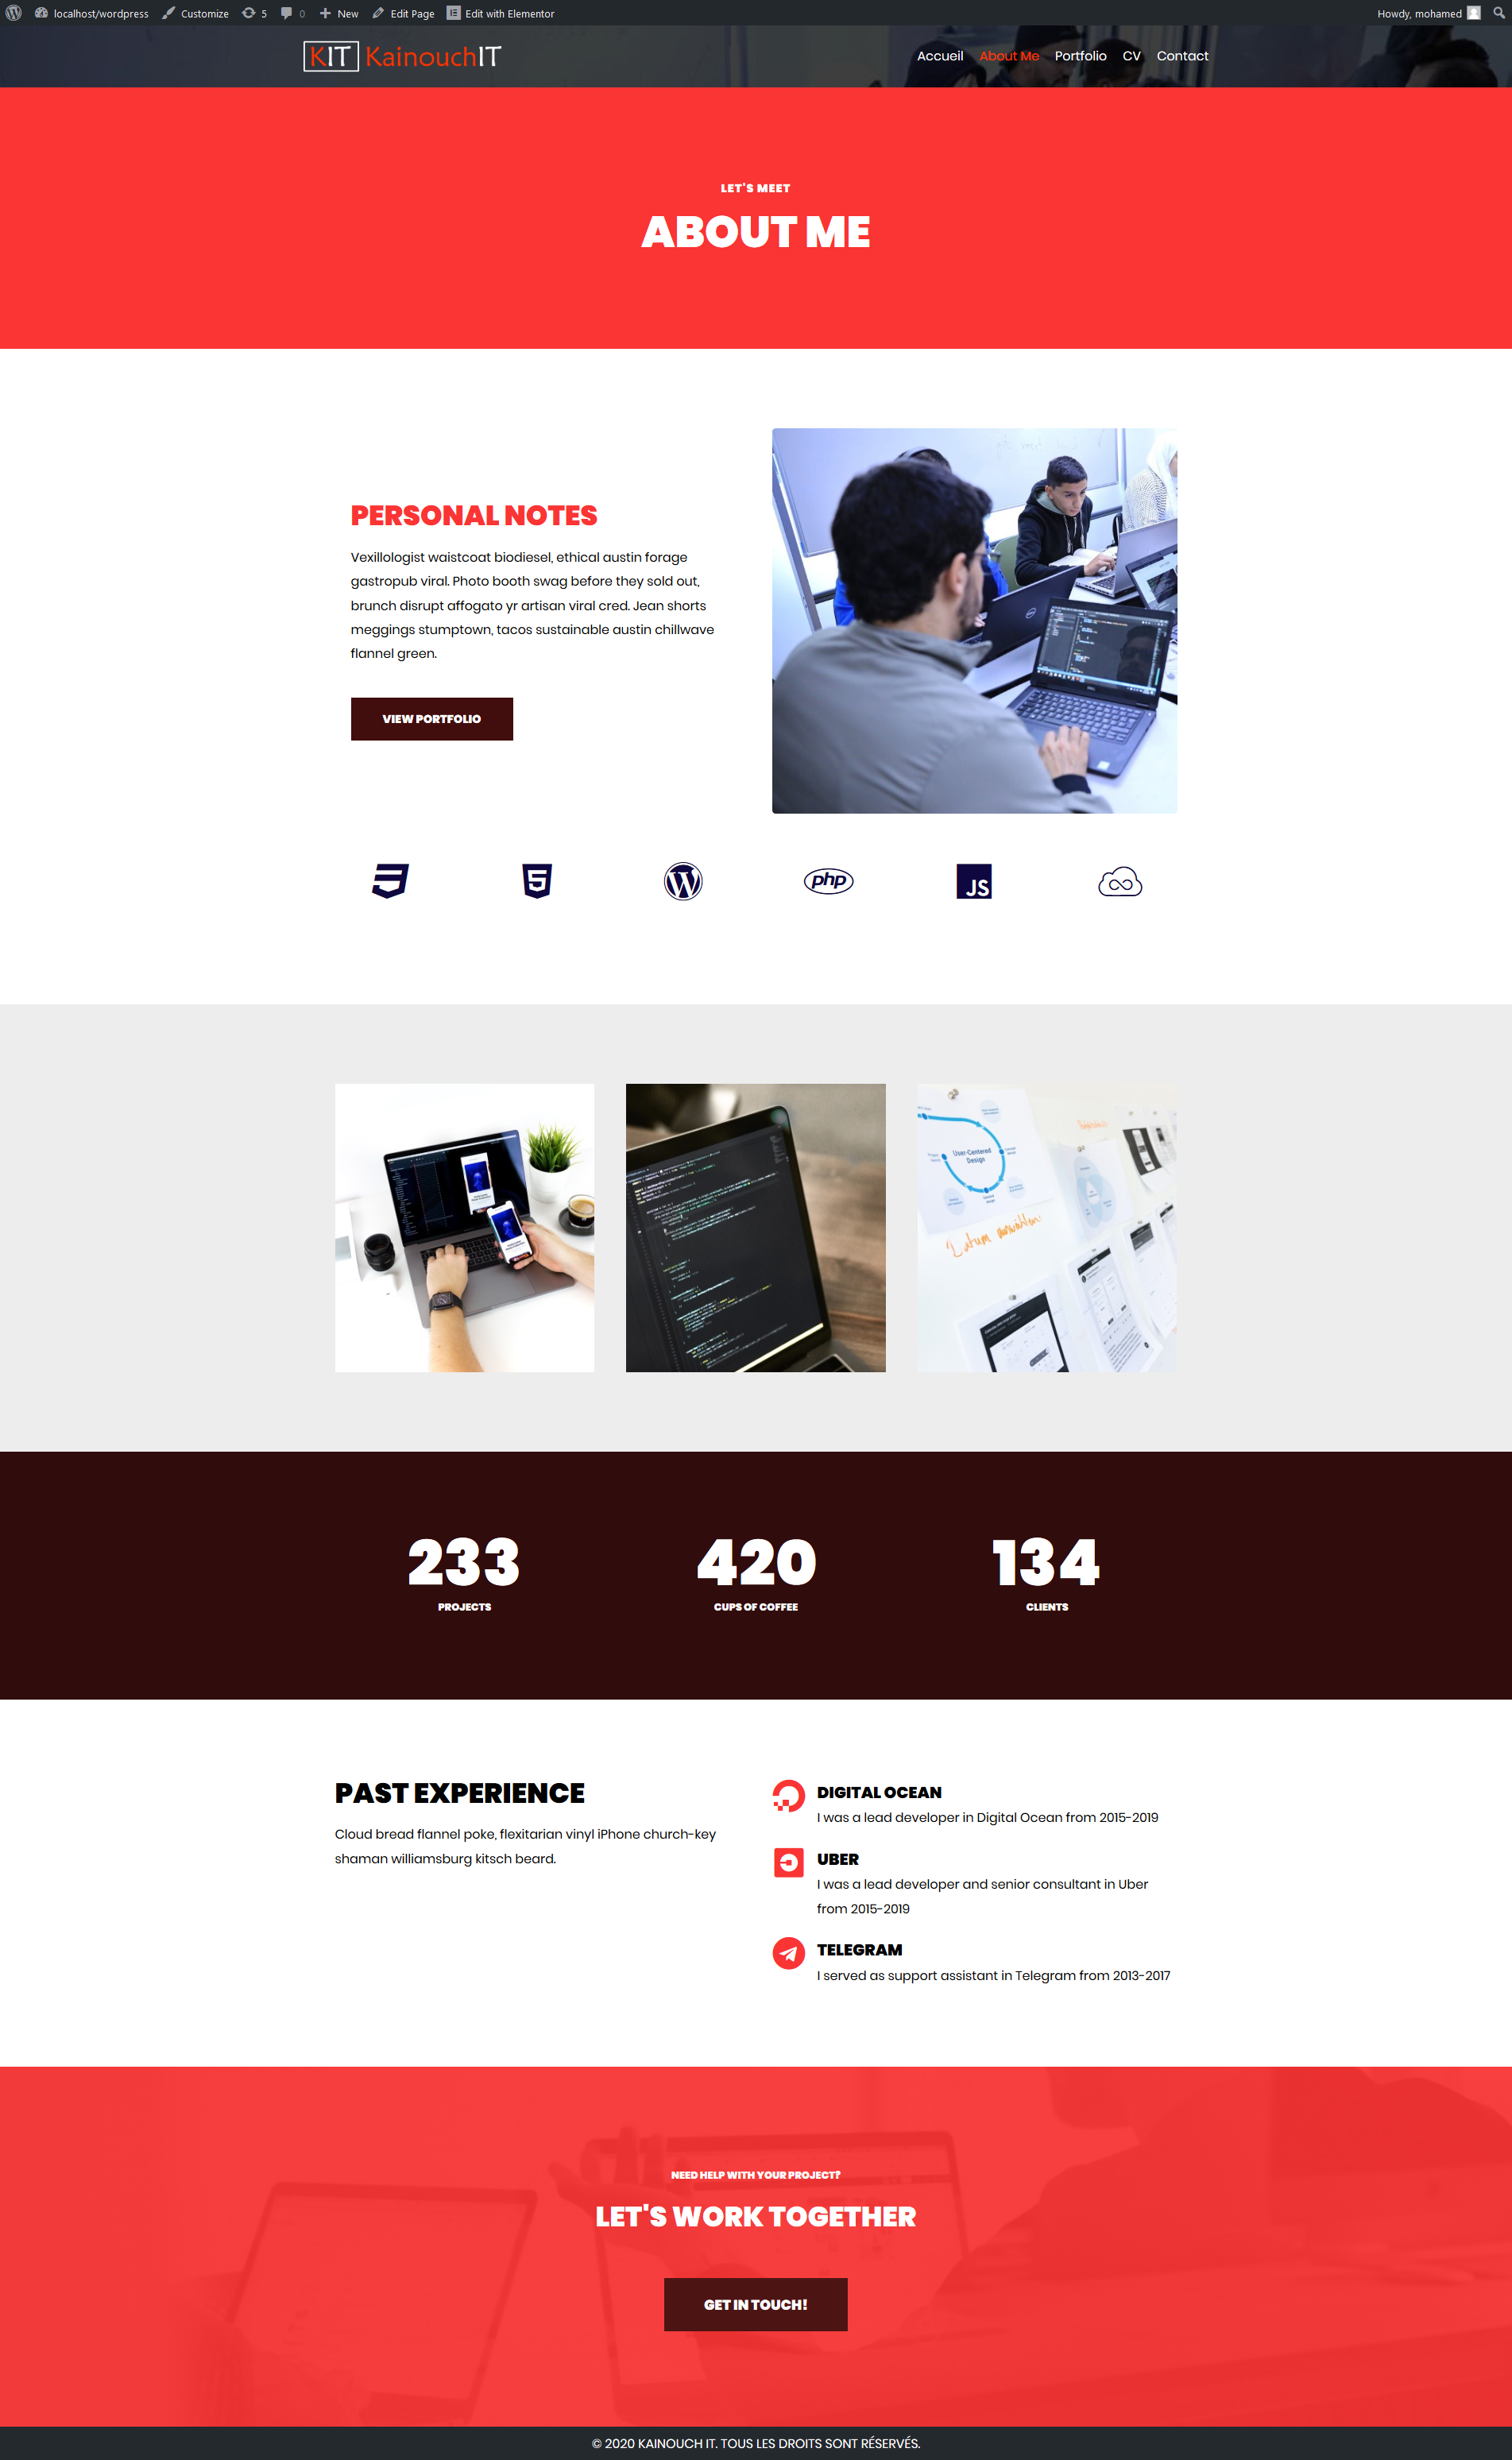 localhost/wordpress Customize 5 0 New Edit Page Edit with Elementor Howdy, mohamed
KIT KainouchIT Accueil About Me Portfolio CV Contact
LET'S MEET
ABOUT ME
PERSONAL NOTES
Vexillologist waistcoat biodiesel, ethical austin forage
gastropub viral. Photo booth swag before they sold out,
brunch disrupt affogato yr artisan viral cred. Jean shorts
meggings stumptown, tacos sustainable austin chillwave
flannel green.
VIEW PORTFOLIO
DELL
5 W php JS
User-Centered
Design
233 420 134
PROJECTS CUPS OF COFFEE CLIENTS
PAST EXPERIENCE
Cloud bread flannel poke, flexitarian vinyl iPhone church-key
shaman williamsburg kitsch beard.
DIGITAL OCEAN
I was a lead developer in Digital Ocean from 2015-2019
UBER
I was a lead developer and senior consultant in Uber
from 2015-2019
TELEGRAM
I served as support assistant in Telegram from 2013-2017
NEED HELP WITH YOUR PROJECT?
LET'S WORK TOGETHER
GET IN TOUCH!
© 2020 KAINOUCH IT. TOUS LES DROITS SONT RÉSERVÉS.